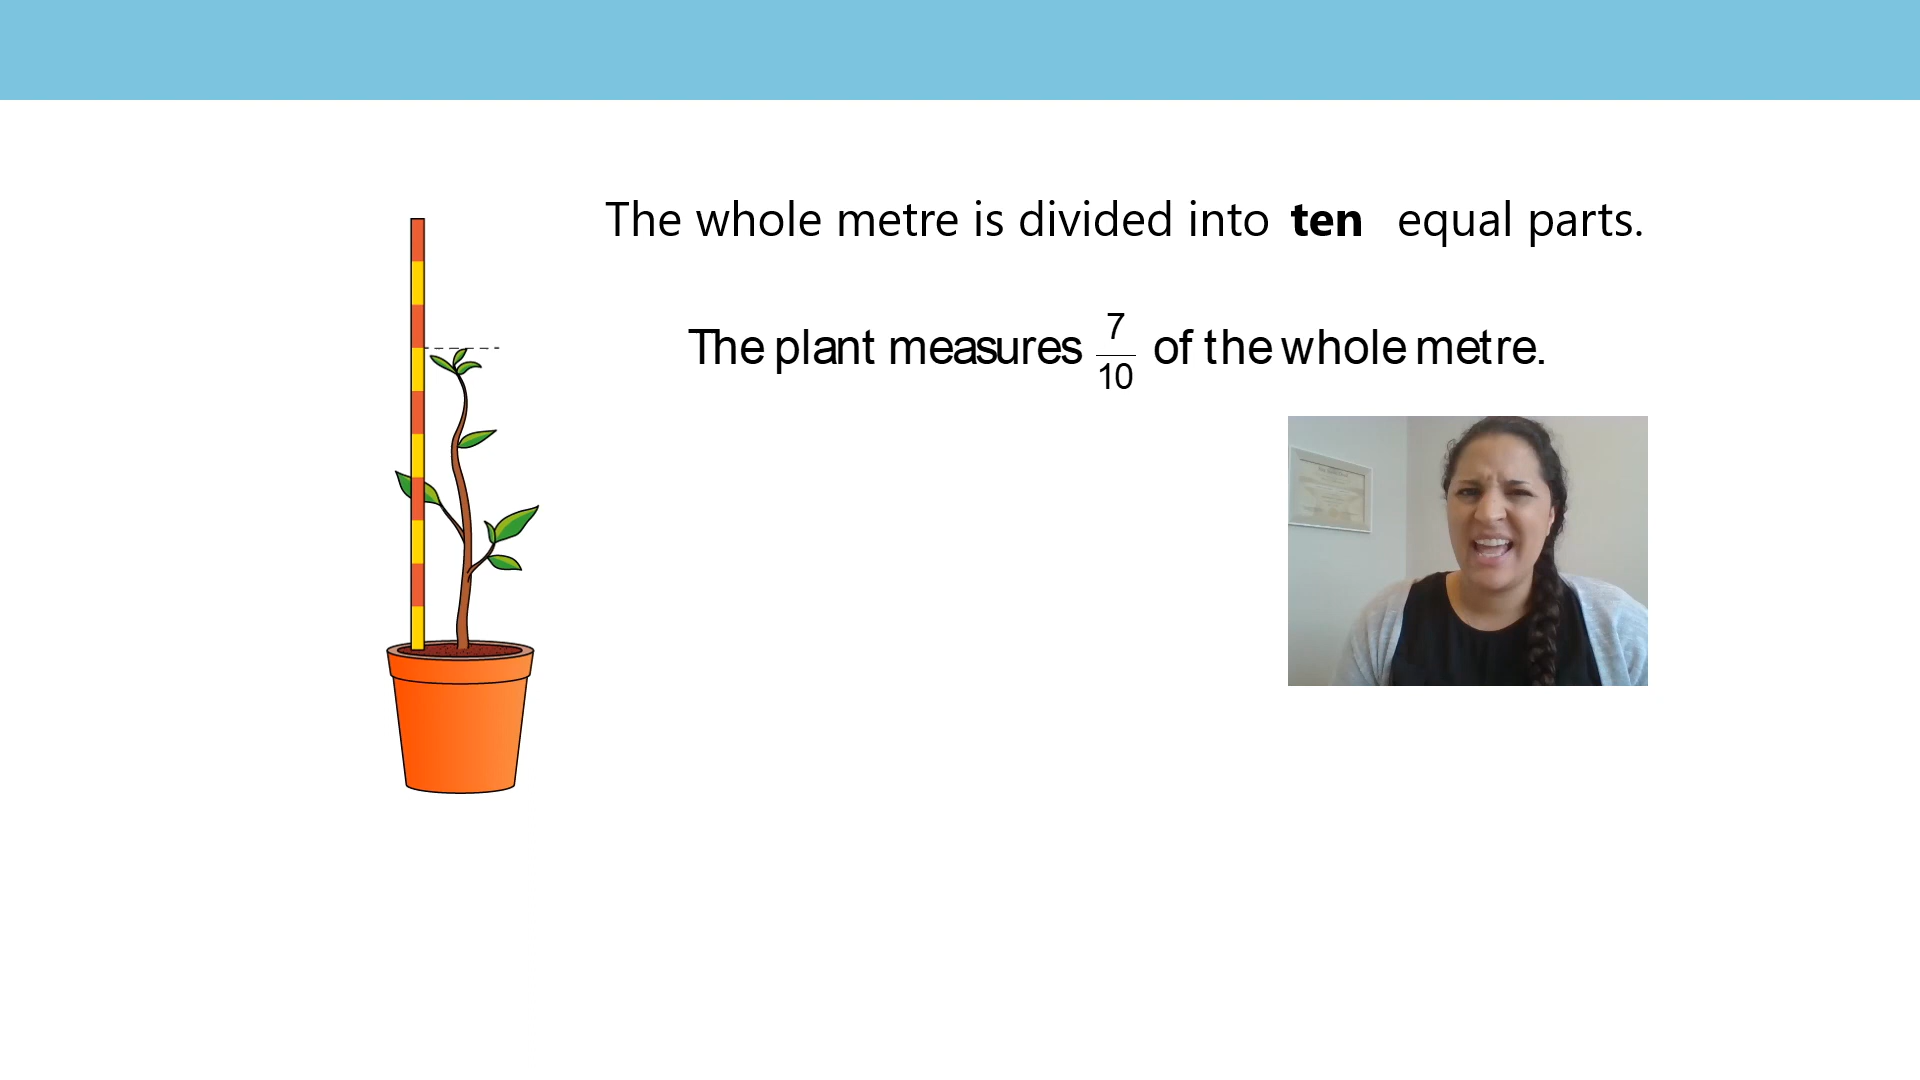 The whole metre is divided into ten equal parts.
The plant measures 7/10 of the whole metre.